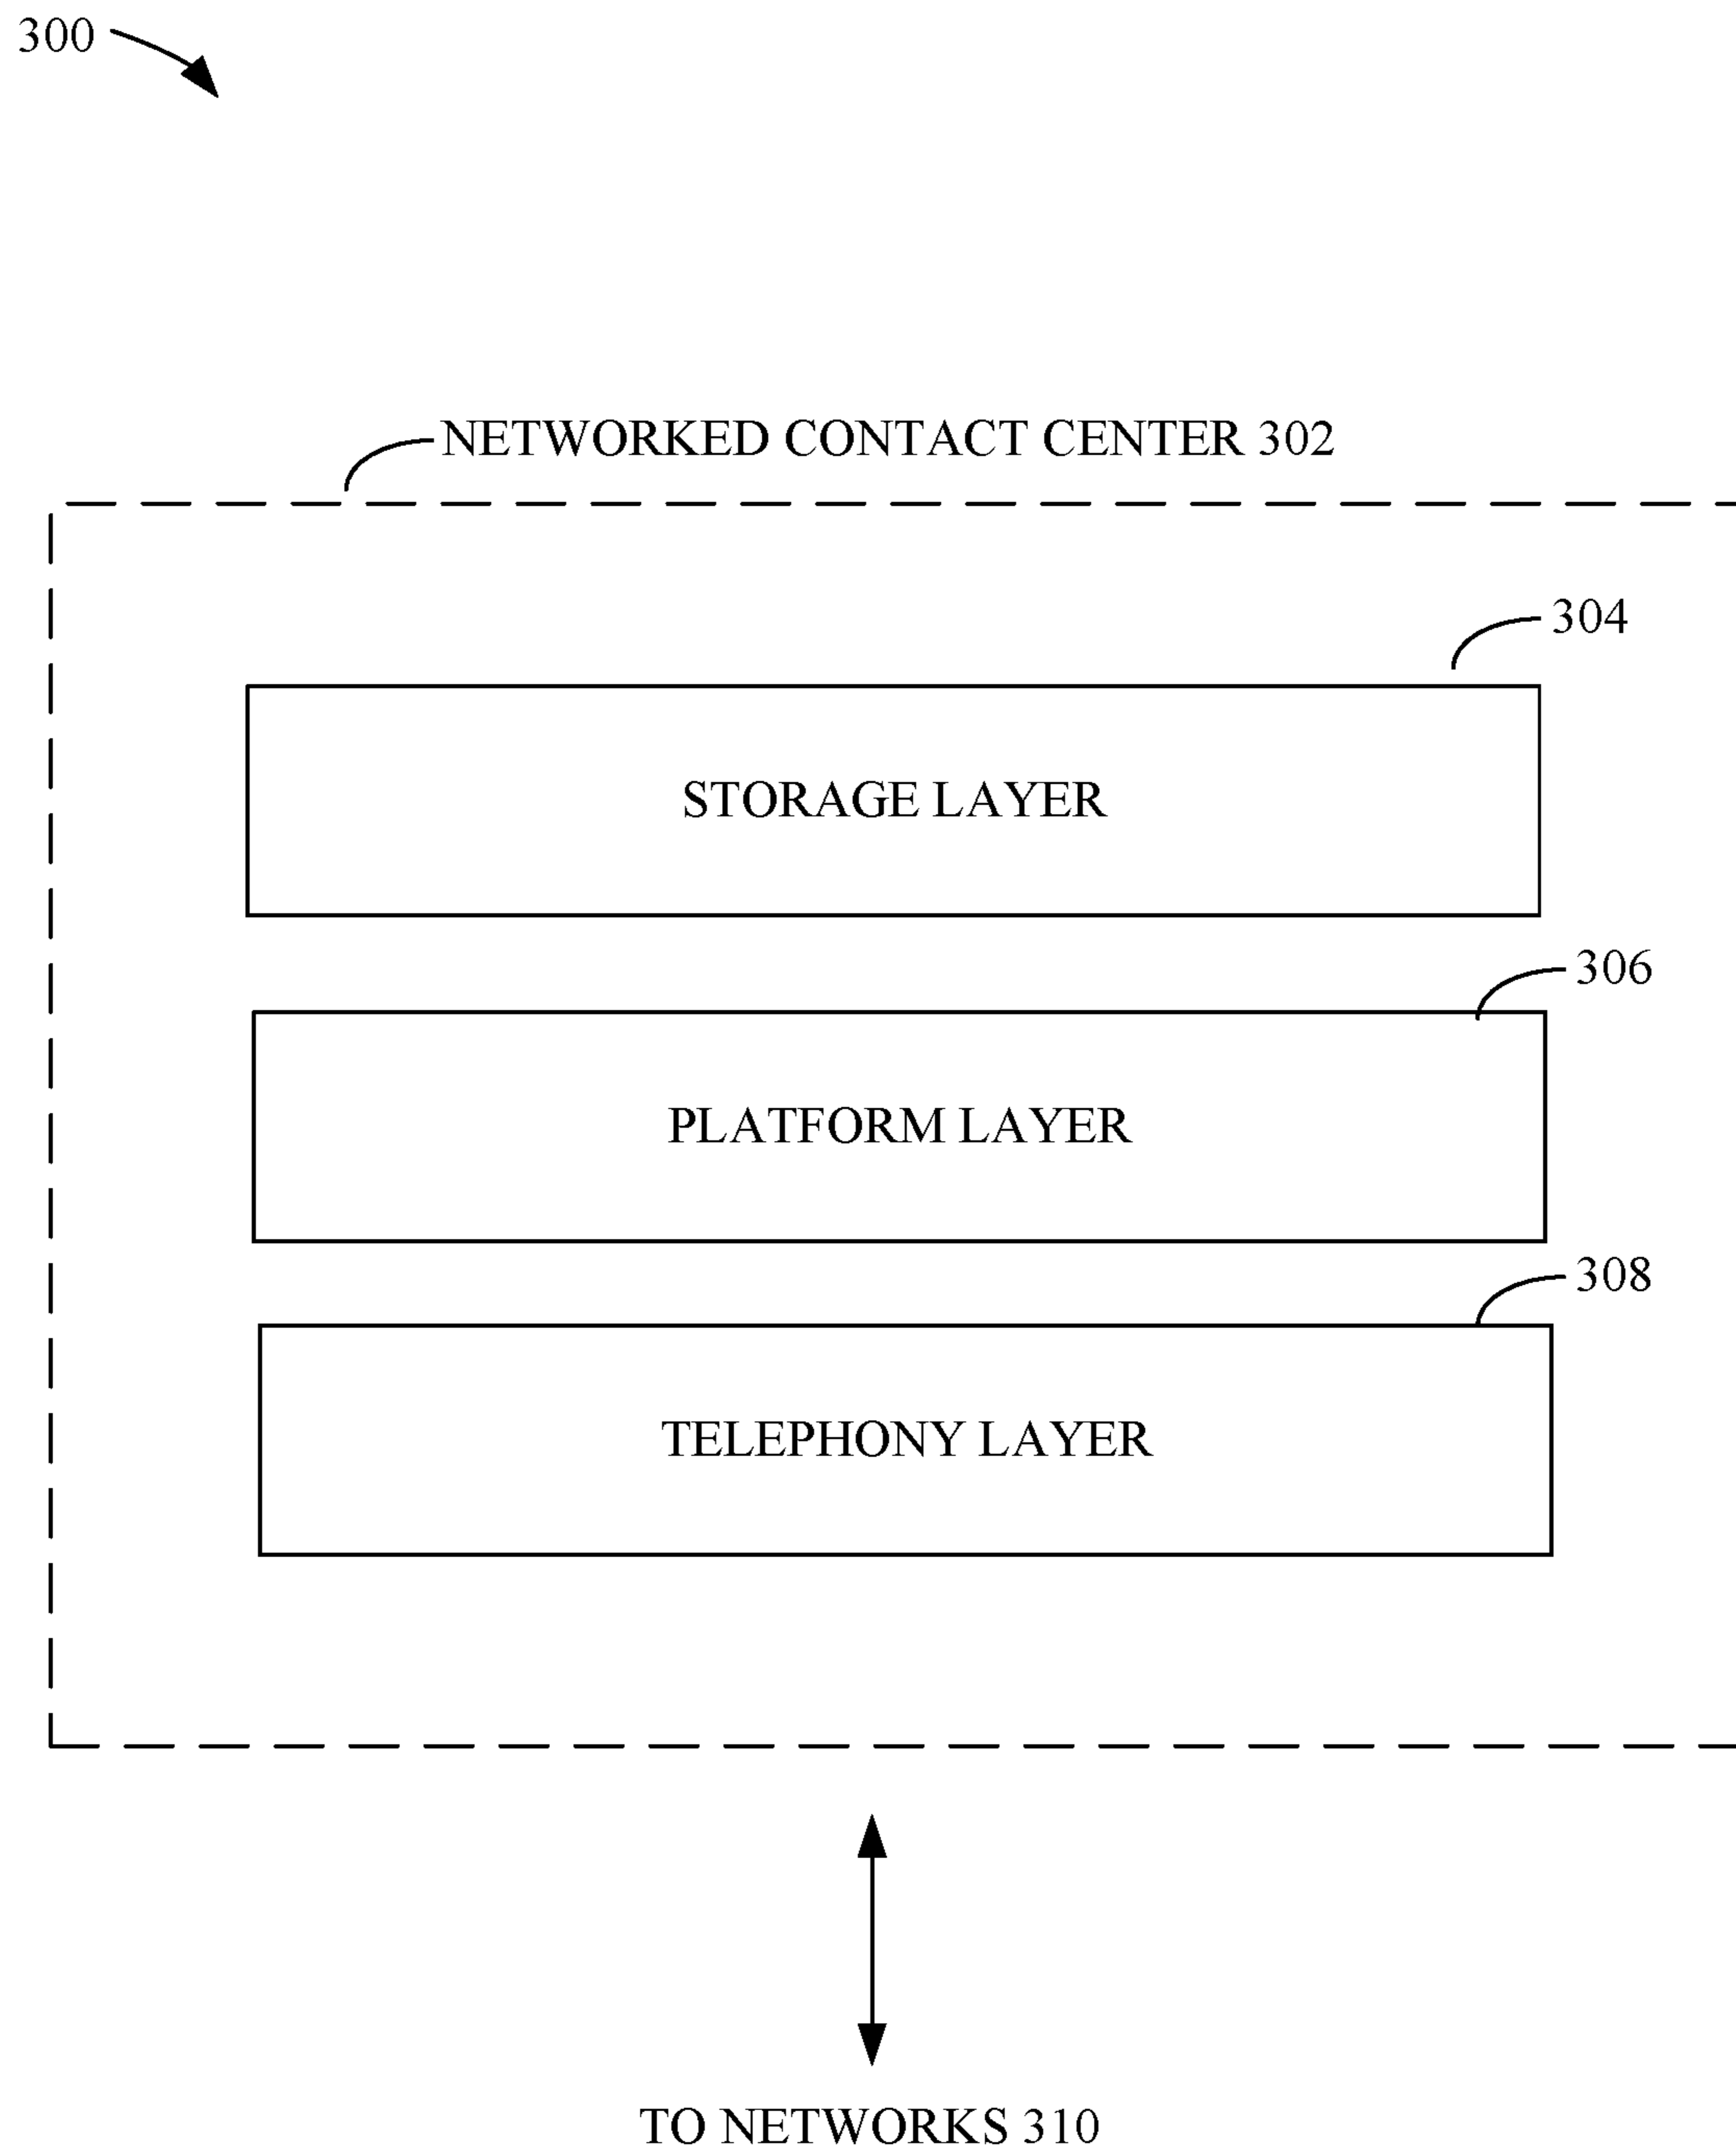 300
NETWORKED CONTACT CENTER 302
304
STORAGE LAYER
306
PLATFORM LAYER
308
TELEPHONY LAYER
TO NETWORKS 310